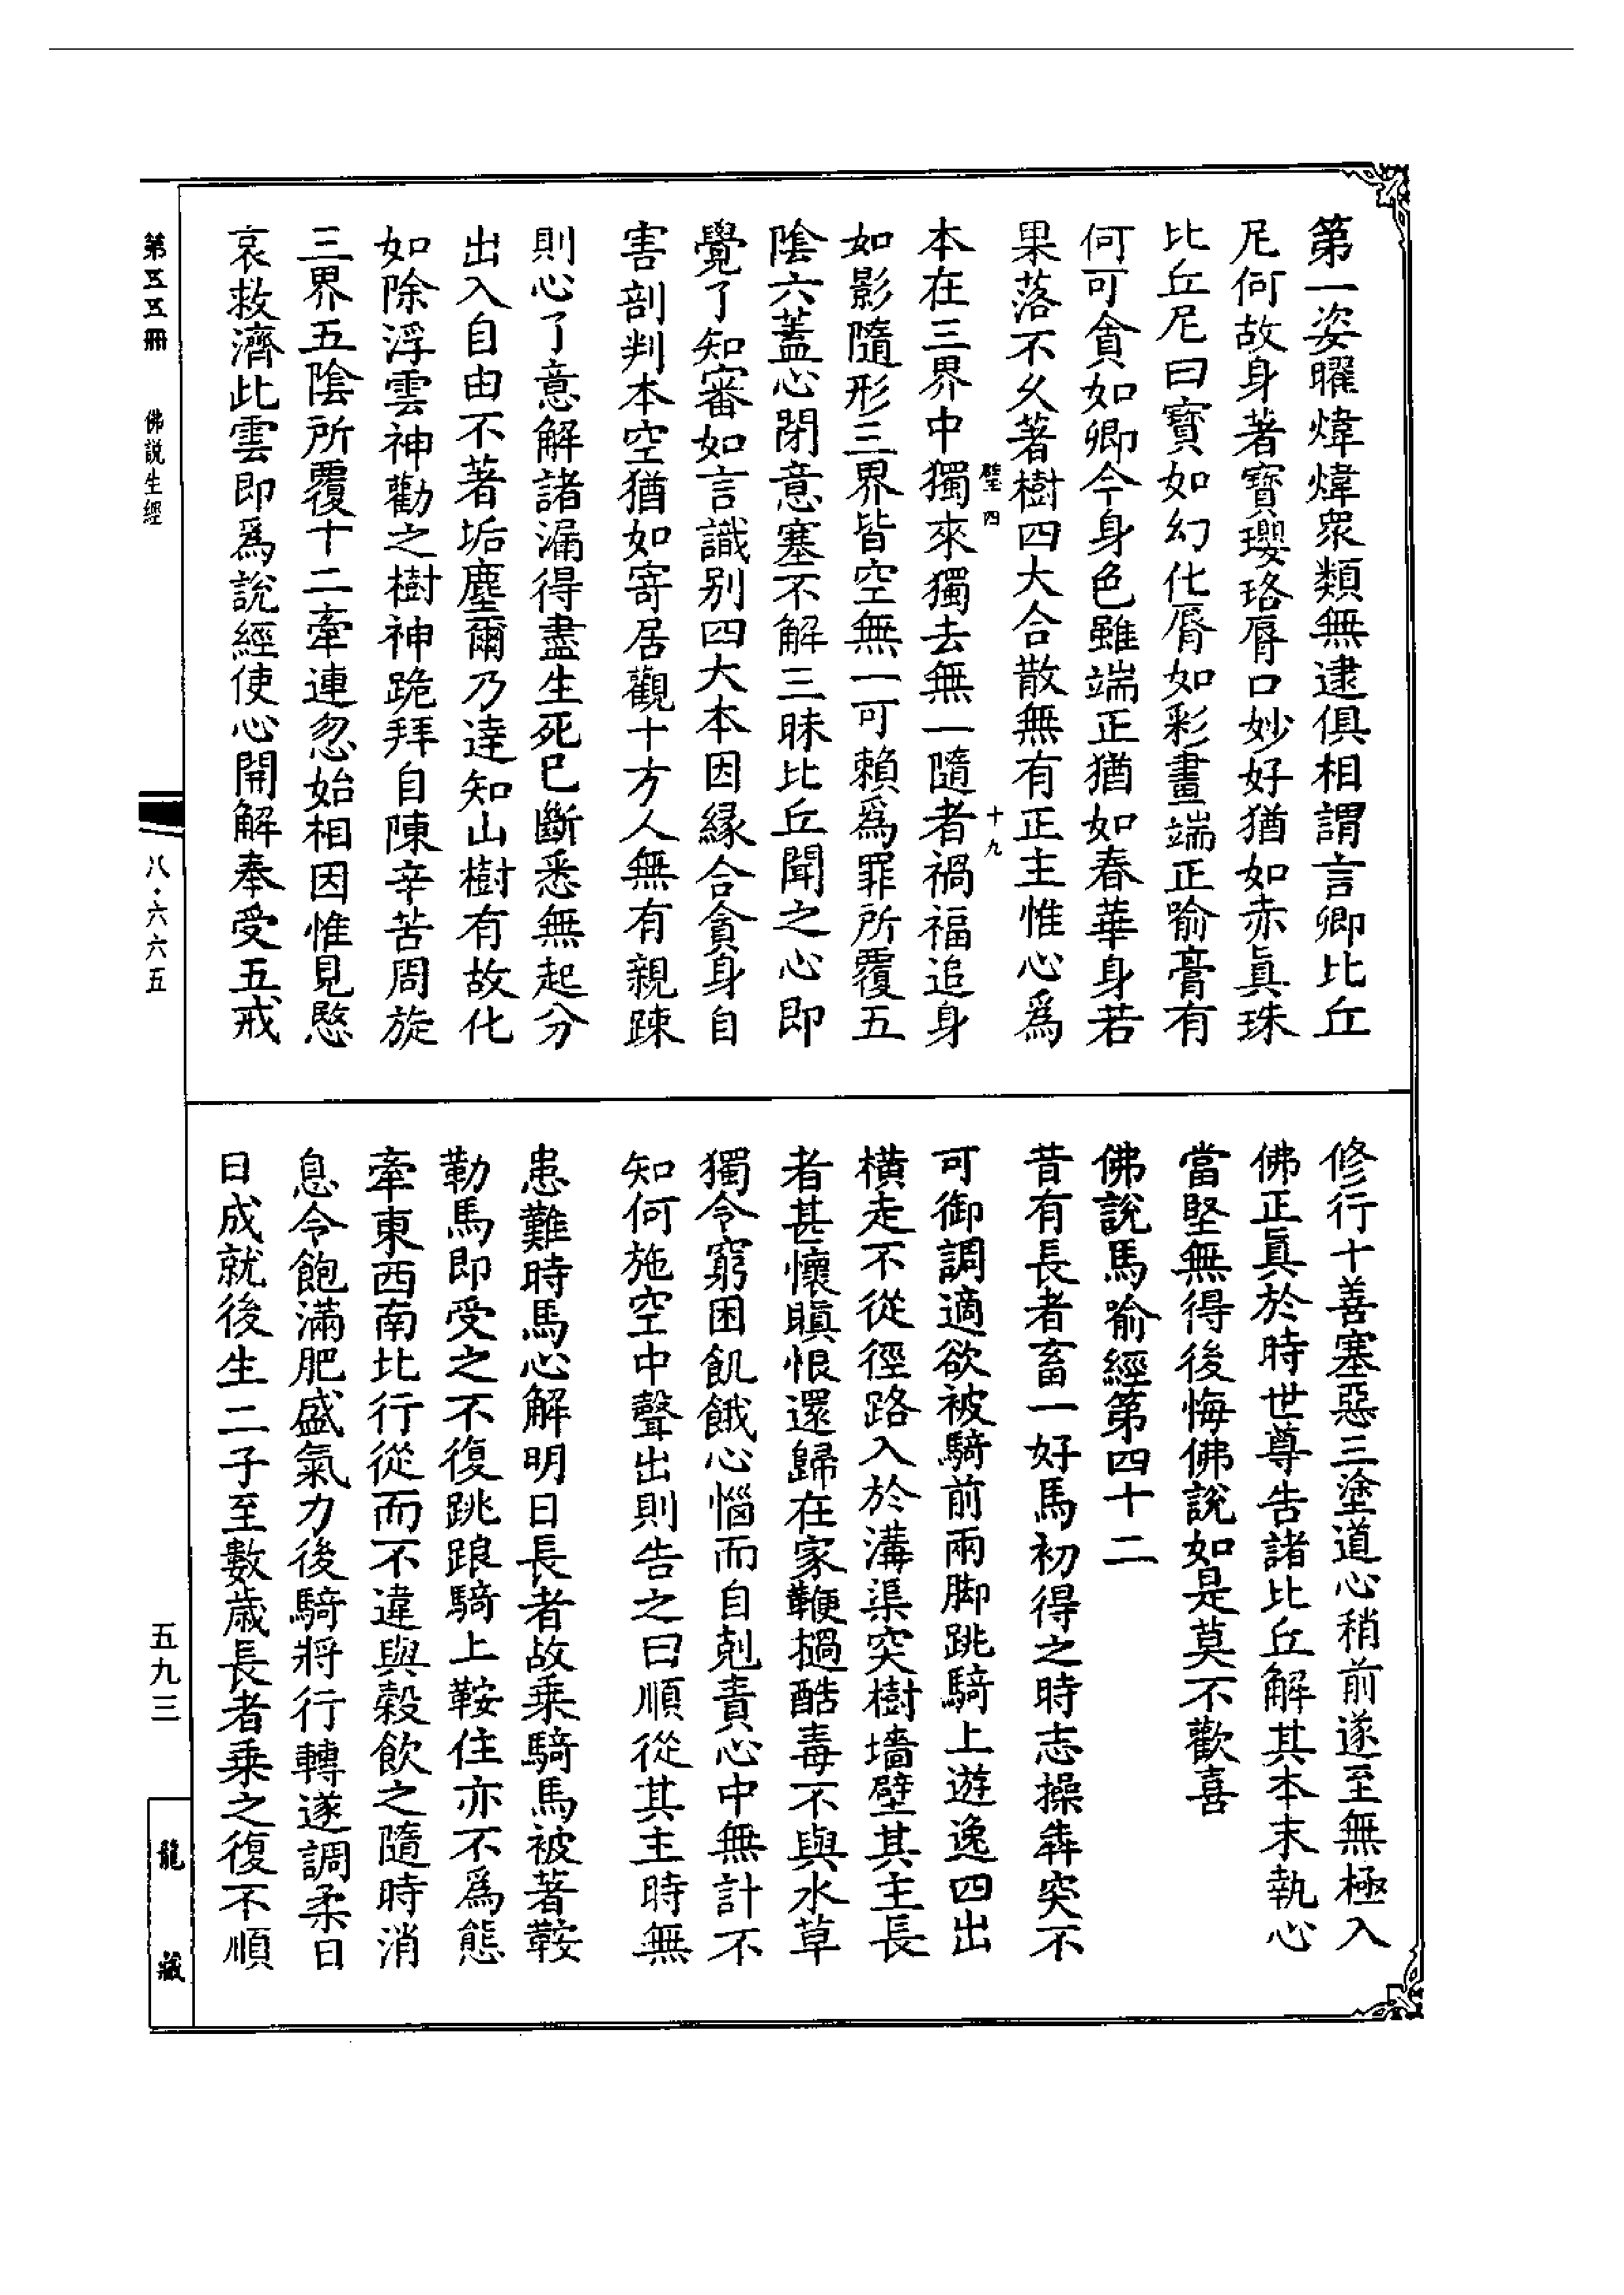 第一姿曜煒煒衆類無逮俱相謂言卿比丘
尼何故身著寶瓔珞脣口妙好猶如赤眞珠
比丘尼曰寳如幻化脣如彩畫端正喻膏有
何可貪如卿今身色雖端正猶如春華身若
果落不乆著樹四大合散無有正主惟心爲
璧四　十九
本在三界中獨來獨去無一隨者禍福追身
如影隨形三界皆空無一可賴爲罪所覆五
陰六蓋心閉意塞不解三昧比丘聞之心即
覺了知審如言識別四大本因縁合貪身自
害剖判本空猶如寄居觀十方人無有親踈
則心了意解諸漏得盡生死巳斷悉無起分
出入自由不著垢塵爾乃達知山樹有故化
如除浮雲神勸之樹神跪拜自陳辛苦周旋
三界五陰所覆十二牽連忽始相因惟見愍
哀救濟此雲即爲說經使心開解奉受五戒
修行十善塞惡三塗道心稍前遂至無極入
佛正眞於時世尊告諸比丘解其本末執心
當堅無得後悔佛說如是莫不歡喜
佛說馬喻經第四十二
昔有長者畜一好馬初得之時志操犇突不
可御調適欲被騎前兩脚跳騎上遊逸四出
橫走不從徑路入於溝渠突樹墻壁其主長
者甚懷瞋恨還歸在家鞭撾酷毒不與水草
獨令窮困飢餓心惱而自剋責心中無計不
知何施空中聲出則告之曰順從其主時無
患難時馬心解明日長者故乗騎馬被著鞍
勒馬即受之不復跳踉騎上鞍住亦不爲態
牽東西南北行從而不違與穀飲之隨時消
息令飽滿肥盛氣力後騎將行轉遂調柔日
日成就後生二子至數歲長者乗之復不順
第五五冊　佛説生經
八·六六五
五九三
龍藏